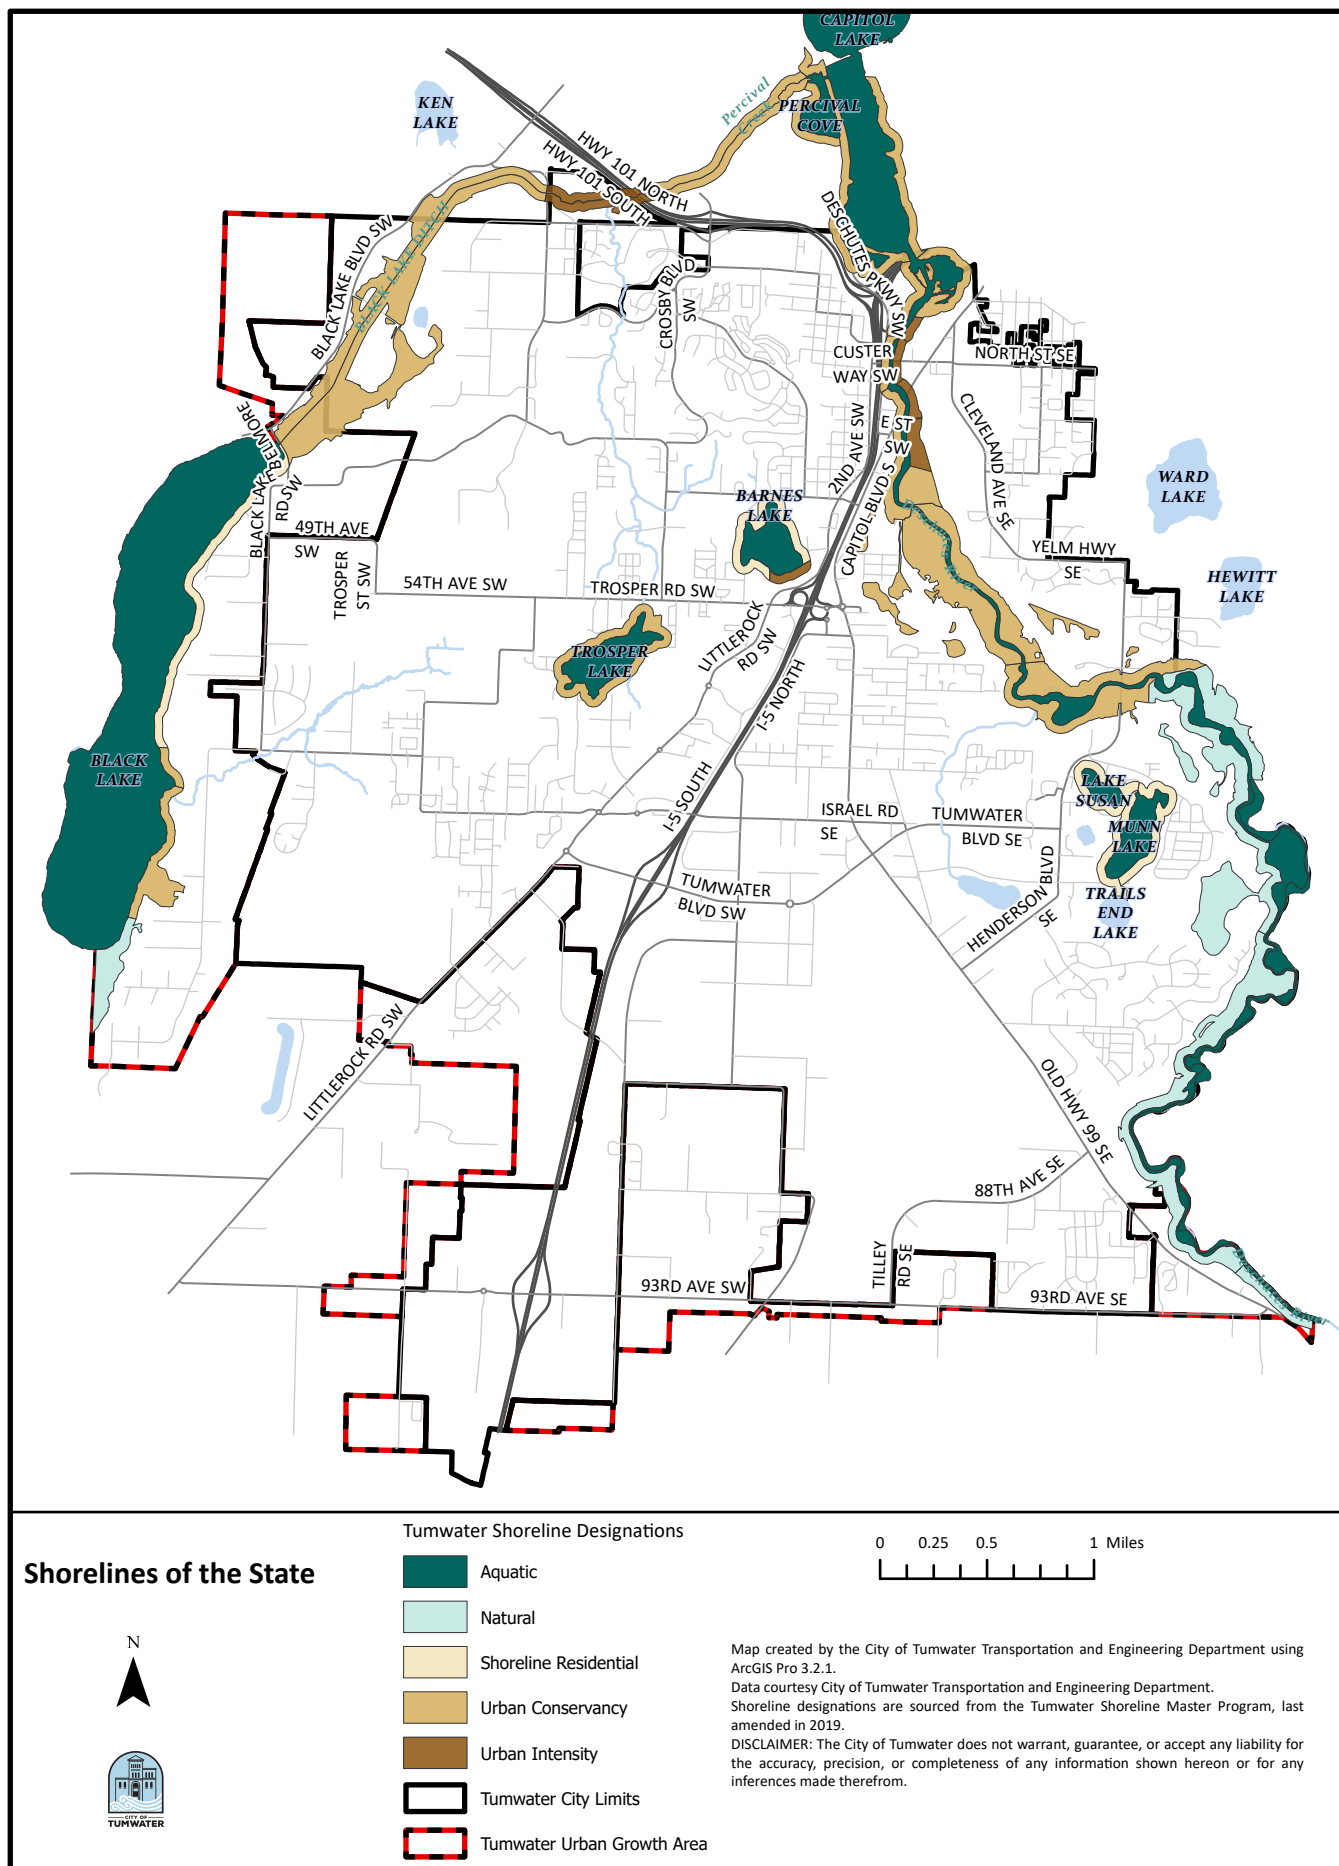 CAPITOL
LAKE
KEN
LAKE
Percival
Creek
PERCIVAL
COVE
HWY 101 NORTH
HWY 101 SOUTH
DESCHUTES PKWY SW
BLACK LAKE BLVD SW
BLACK LAKE DITCH
CROSBY BLVD
SW
CUSTER
WAY SW
NORTH ST SE
CLEVELAND AVE SE
2ND AVE SW
E ST
SW
CAPITOL BLVD S
BLACK LAKE BELMORE
RD SW
WARD
LAKE
BARNES
LAKE
49TH AVE
SW
TROSPER
ST SW
54TH AVE SW
TROSPER RD SW
Deschutes River
YELM HWY
SE
HEWITT
LAKE
LITTLEROCK
RD SW
TROSPER
LAKE
I-5 NORTH
I-5 SOUTH
BLACK
LAKE
LAKE
SUSAN
MUNN
LAKE
ISRAEL RD
SE
TUMWATER
BLVD SE
TUMWATER
BLVD SW
HENDERSON BLVD
SE
TRAILS
END
LAKE
LITTLEROCK RD SW
OLD HWY 99 SE
88TH AVE SE
TILLEY
RD SE
93RD AVE SW
93RD AVE SE
Deschutes River
Shorelines of the State
N
CITY OF
TUMWATER
Tumwater Shoreline Designations
Aquatic
Natural
Shoreline Residential
Urban Conservancy
Urban Intensity
Tumwater City Limits
Tumwater Urban Growth Area
0 0.25 0.5 1 Miles
Map created by the City of Tumwater Transportation and Engineering Department using
ArcGIS Pro 3.2.1.
Data courtesy City of Tumwater Transportation and Engineering Department.
Shoreline designations are sourced from the Tumwater Shoreline Master Program, last
amended in 2019.
DISCLAIMER: The City of Tumwater does not warrant, guarantee, or accept any liability for
the accuracy, precision, or completeness of any information shown hereon or for any
inferences made therefrom.